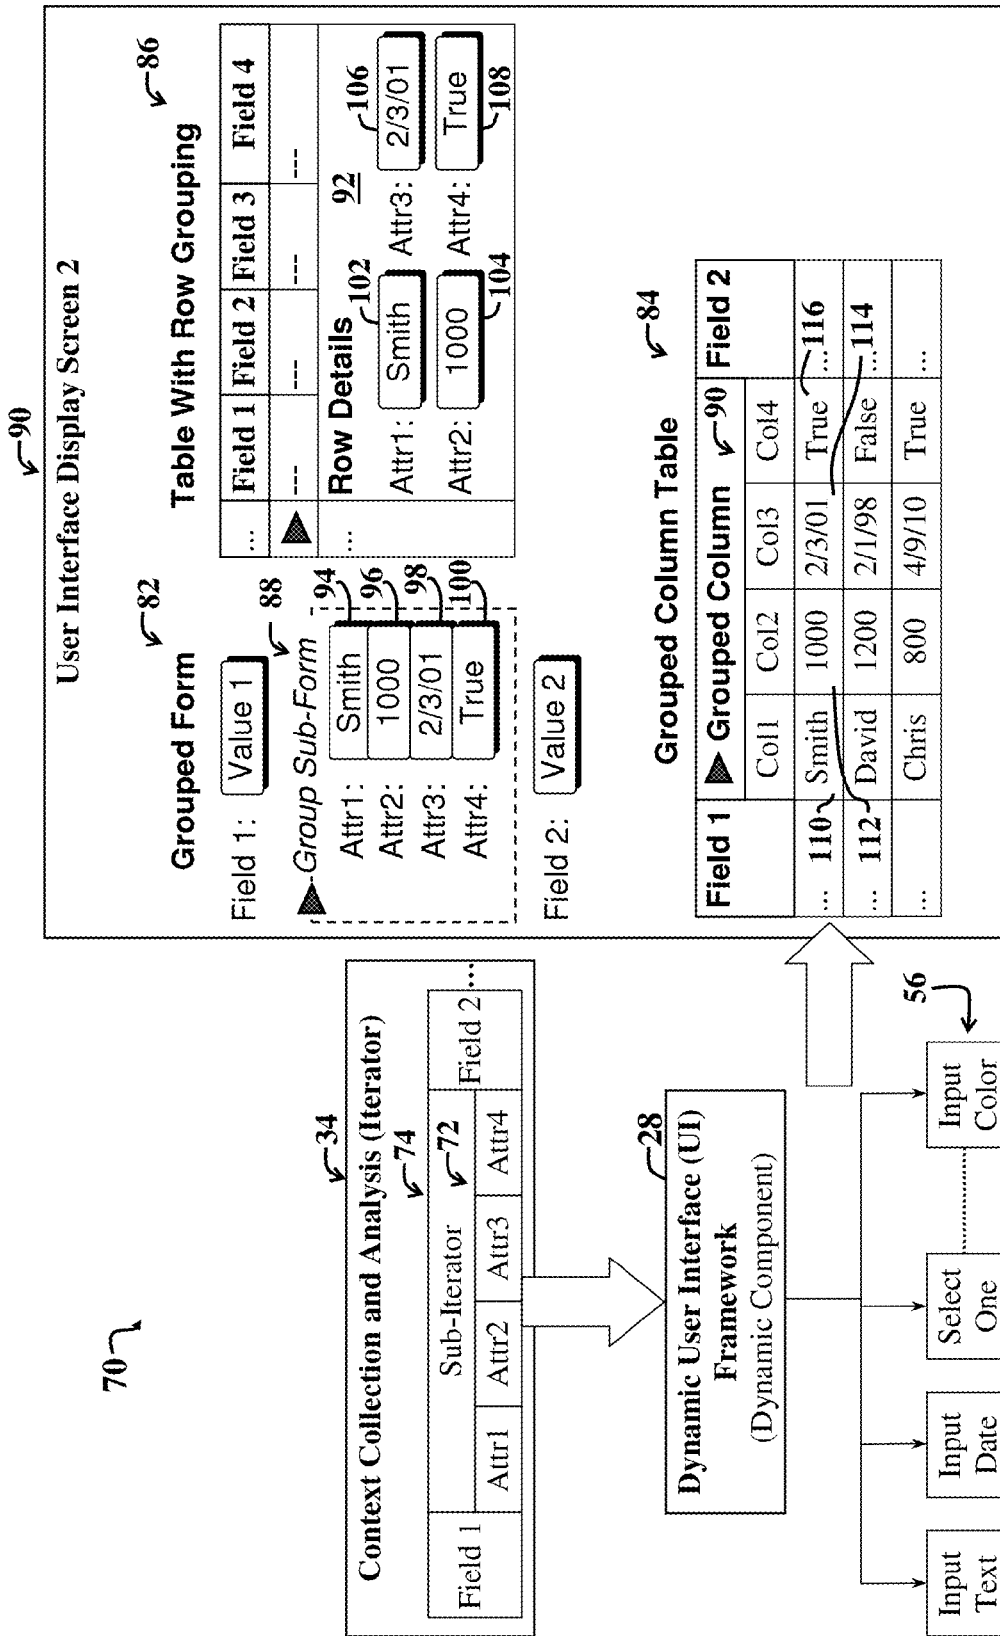 70
Context Collection and Analysis (Iterator)
34
74
Field 1
Sub-Iterator
72
Field 2
...
Attr1
Attr2
Attr3
Attr4
Dynamic User Interface (UI)
Framework
(Dynamic Component)
28
Input
Text
Input
Date
Select
One
Input
Color
56
90
User Interface Display Screen 2
Grouped Form
82
Field 1:
Value 1
88
Group Sub-Form
Attr1:
Smith
94
Attr2:
1000
96
Attr3:
2/3/01
98
Attr4:
True
100
Field 2:
Value 2
Table With Row Grouping
86
...
Field 1
Field 2
Field 3
Field 4
---
---
---
---
...
Row Details
92
Attr1:
Smith
102
Attr3:
2/3/01
106
Attr2:
1000
104
Attr4:
True
108
Grouped Column Table
84
Field 1
Grouped Column
90
Field 2
Col1
Col2
Col3
Col4
...
110
Smith
1000
2/3/01
True
...
116
...
112
David
1200
2/1/98
False
...
114
...
Chris
800
4/9/10
True
...